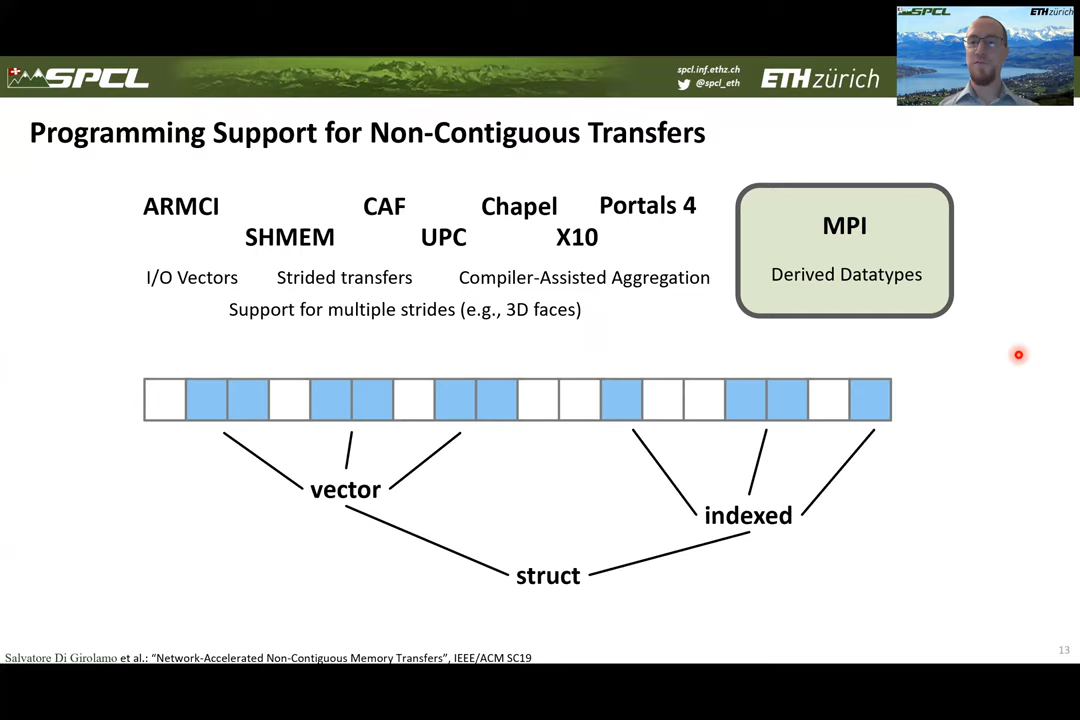 SPCL
ETH zürich
SPCL
spcl.inf.ethz.ch
@spcl_eth
ETH zürich
Programming Support for Non-Contiguous Transfers
ARMCI
CAF
Chapel
Portals 4
SHMEM
UPC
X10
I/O Vectors
Strided transfers
Compiler-Assisted Aggregation
Support for multiple strides (e.g., 3D faces)
MPI
Derived Datatypes
vector
indexed
struct
Salvatore Di Girolamo et al.: “Network-Accelerated Non-Contiguous Memory Transfers”, IEEE/ACM SC19
13